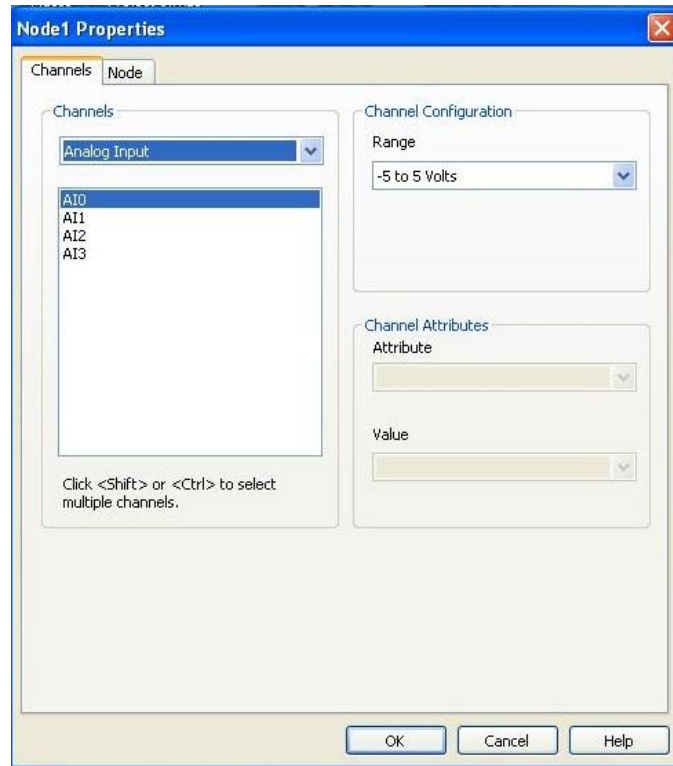 Node1 Properties
Channels
Node
Channels
Analog Input
AI0
AI1
AI2
AI3
Click <Shift> or <Ctrl> to select
multiple channels.
Channel Configuration
Range
-5 to 5 Volts
Channel Attributes
Attribute
Value
OK
Cancel
Help